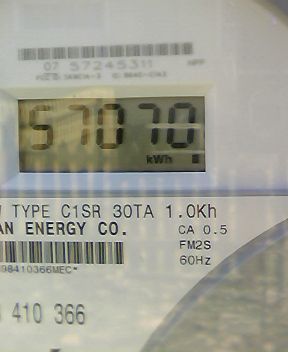 07 57245311
57070
kWh
TYPE C1SR 30TA 1.0Kh
AN ENERGY CO. CA 0.5
FM2S
60Hz
98410366MEC*
410 366